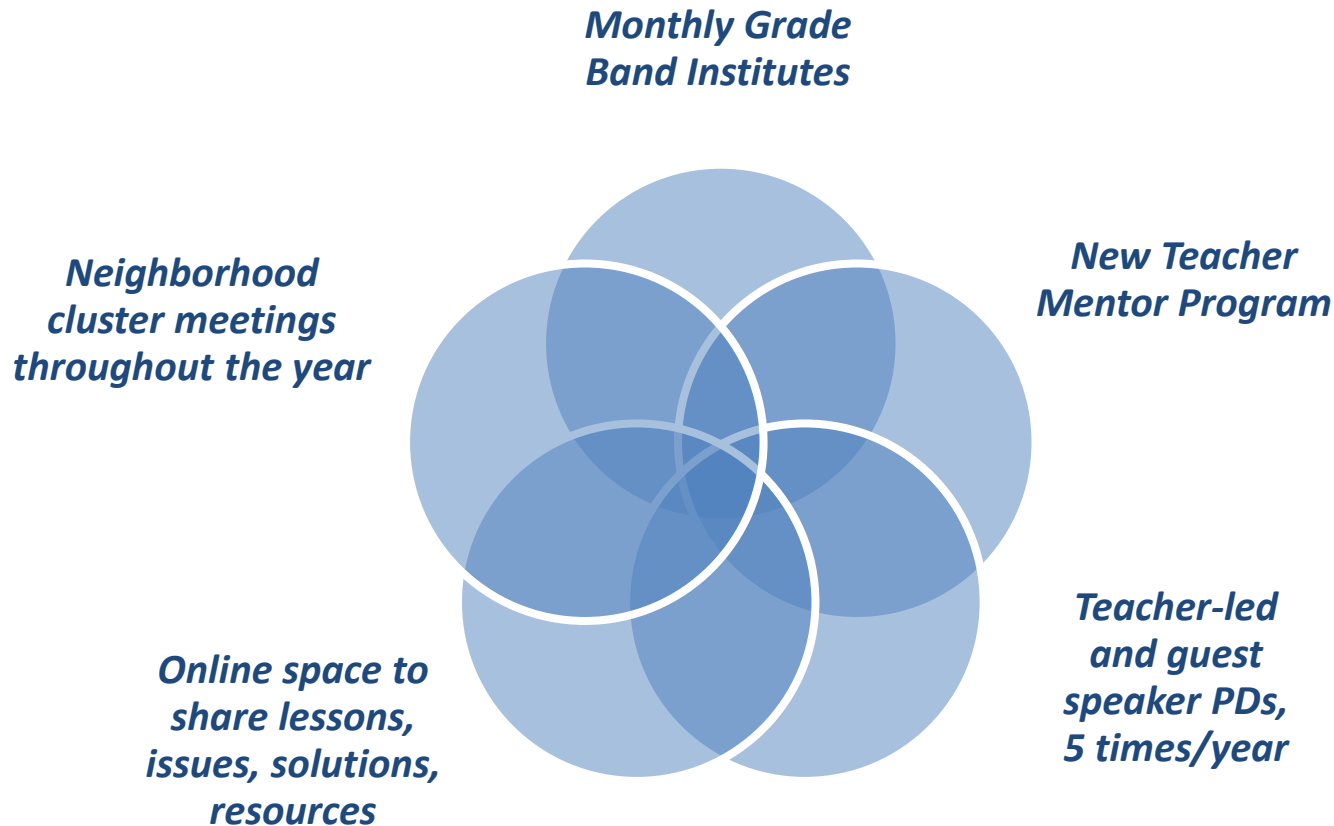 Monthly Grade
Band Institutes
New Teacher
Mentor Program
Teacher-led
and guest
speaker PDs,
5 times/year
Online space to
share lessons,
issues, solutions,
resources
Neighborhood
cluster meetings
throughout the year